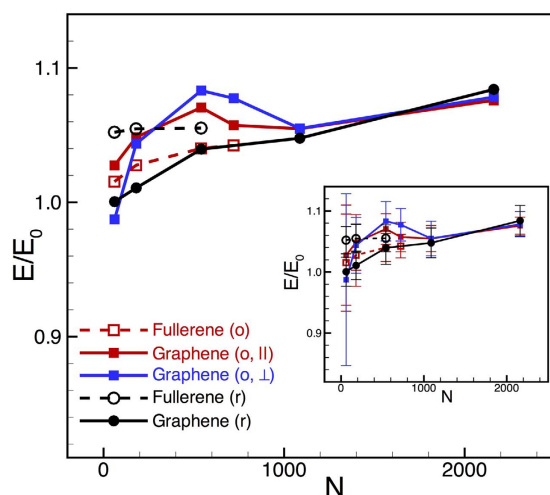 1.1
1.0
0.9
E/E₀
Fullerene (o)
Graphene (o, ||)
Graphene (o, ⊥)
Fullerene (r)
Graphene (r)
0 1000 2000
N
1.1
1.0
0.9
E/E₀
0 1000 2000
N